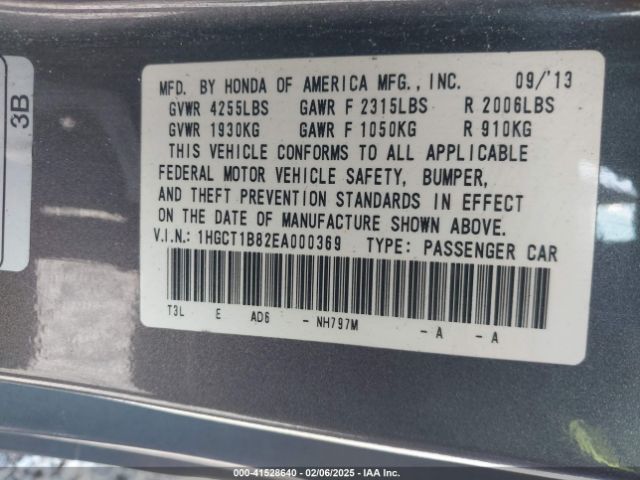 3B
MFD. BY HONDA OF AMERICA MFG., INC. 09/'13
GVWR 4255LBS GAWR F 2315LBS R 2006LBS
GVWR 1930KG GAWR F 1050KG R 910KG
THIS VEHICLE CONFORMS TO ALL APPLICABLE
FEDERAL MOTOR VEHICLE SAFETY, BUMPER,
AND THEFT PREVENTION STANDARDS IN EFFECT
ON THE DATE OF MANUFACTURE SHOWN ABOVE.
V.I.N.: 1HGCT1B82EA000369 TYPE: PASSENGER CAR
T3L E AD6 - NH797M - A - A
000-41528640 - 02/06/2025 - IAA Inc.